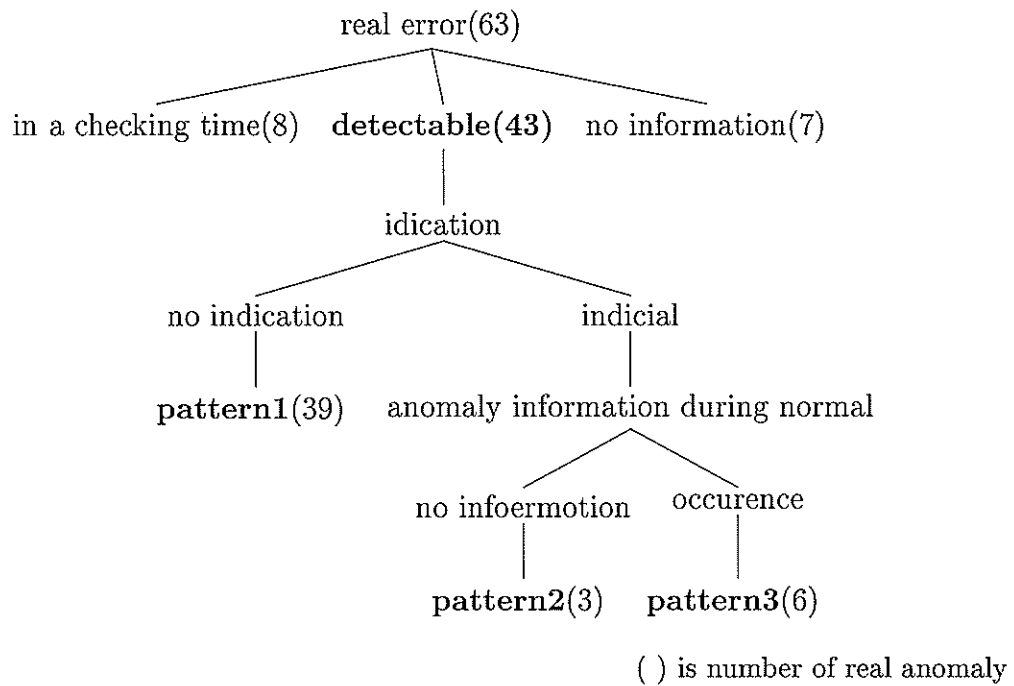 real error(63)
in a checking time(8) detectable(43) no information(7)
idication
no indication indicial
pattern1(39) anomaly information during normal
no infoermotion occurence
pattern2(3) pattern3(6)
( ) is number of real anomaly